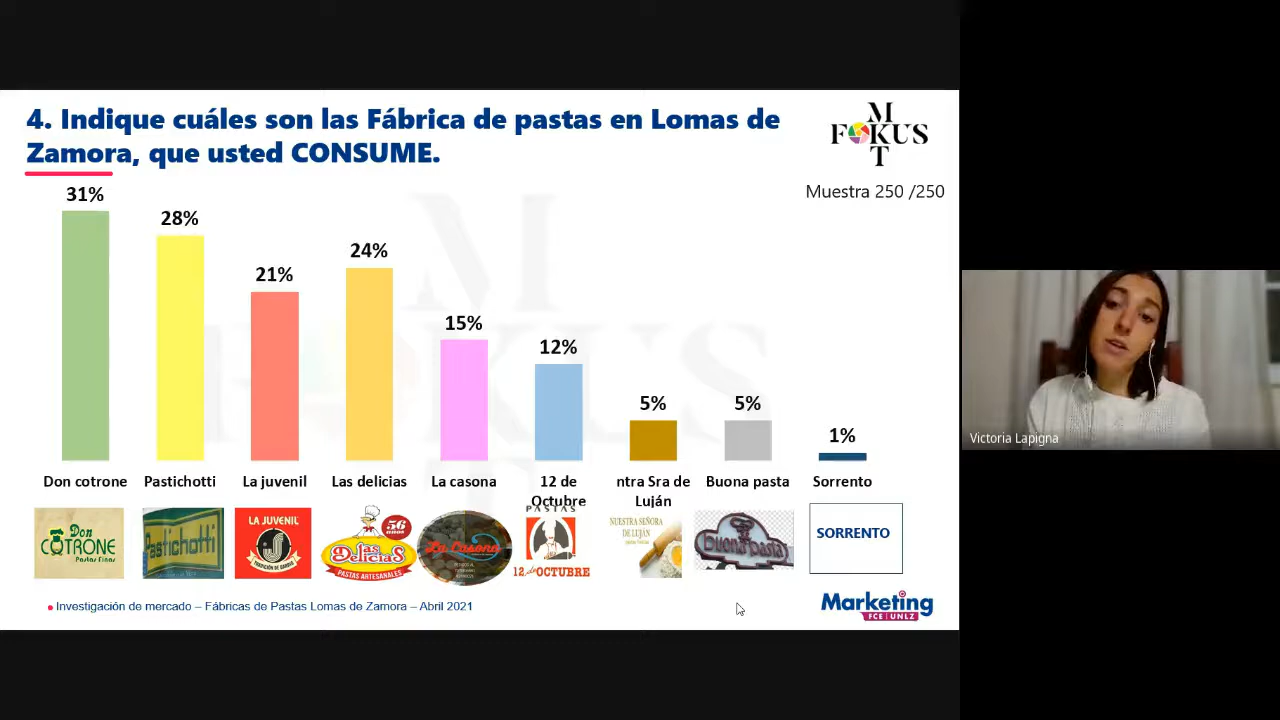 4. Indique cuáles son las Fábrica de pastas en Lomas de
Zamora, que usted CONSUME.
M
FOKUS
T
Muestra 250 /250
31%
28%
21%
24%
15%
12%
5%
5%
1%
Don cotrone
Pastichotti
La juvenil
Las delicias
La casona
12 de
Octubre
ntra Sra de
Luján
Buona pasta
Sorrento
Don
COTRONE
Pastas Finas
Pastichotti
LA JUVENIL
TRADICIÓN DE FAMILIA
56
años
Las
Delicias
PASTAS ARTESANALES
La Casona
PASTAS
12 de OCTUBRE
NUESTRA SEÑORA
DE LUJÁN
buona pasta
SORRENTO
Investigación de mercado – Fábricas de Pastas Lomas de Zamora – Abril 2021
Marketing
FCE | UNLZ
Victoria Lapigna